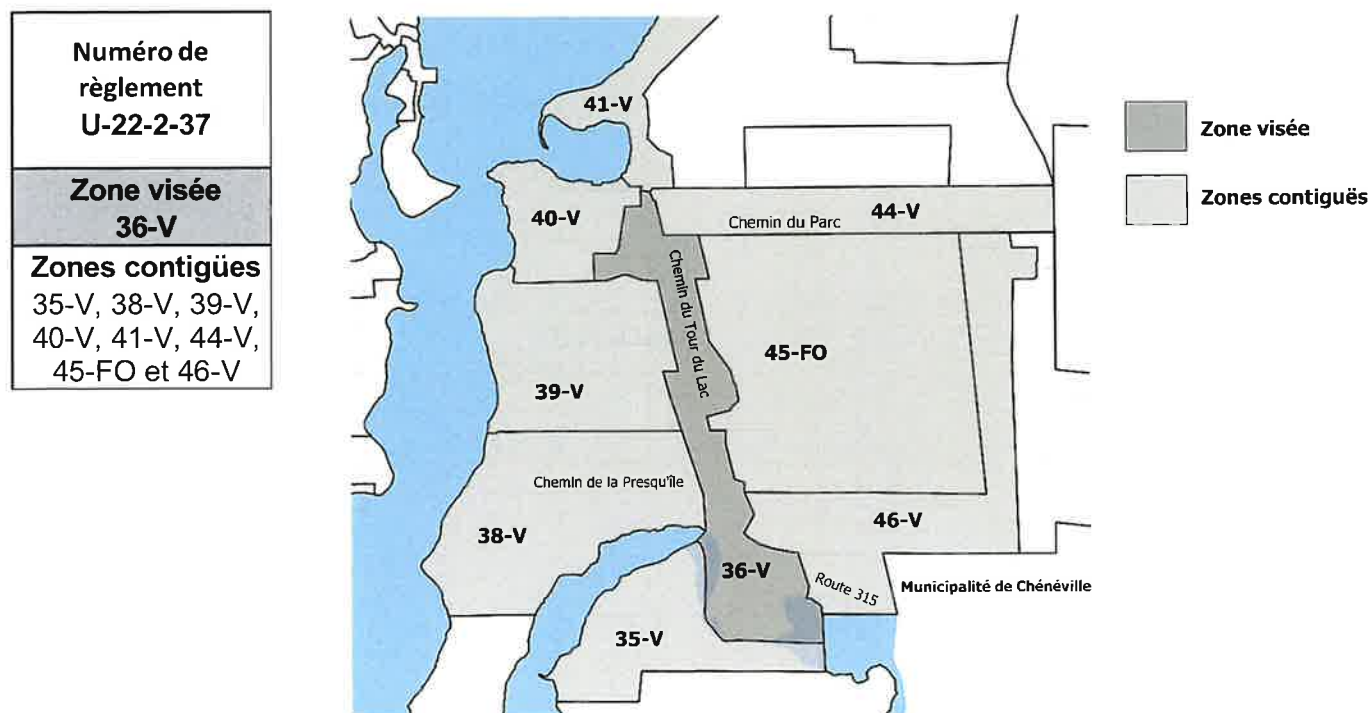 Numéro de
règlement
U-22-2-37
Zone visée
36-V
Zones contigües
35-V, 38-V, 39-V,
40-V, 41-V, 44-V,
45-FO et 46-V
41-V
40-V
44-V
Chemin du Parc
Chemin du Tour du Lac
45-FO
39-V
Chemin de la Presqu'île
38-V
46-V
36-V
Route 315
Municipalité de Chénéville
35-V
Zone visée
Zones contiguës